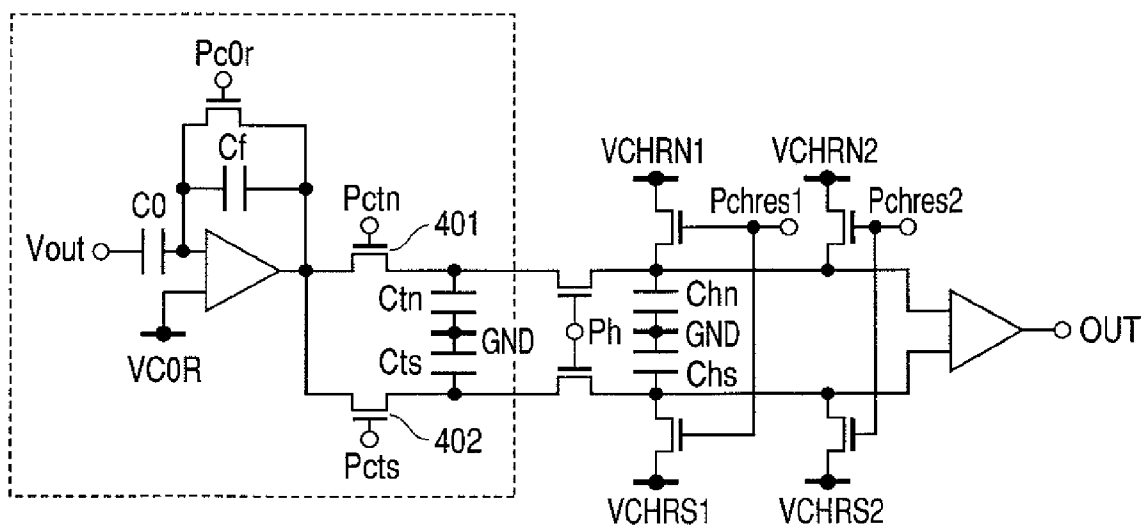 Pc0r
Cf
C0
Vout
VC0R
Pctn
401
Ctn
GND
Cts
402
Pcts
Ph
VCHRN1
VCHRN2
Pchres1
Pchres2
Chn
GND
Chs
VCHRS1
VCHRS2
OUT